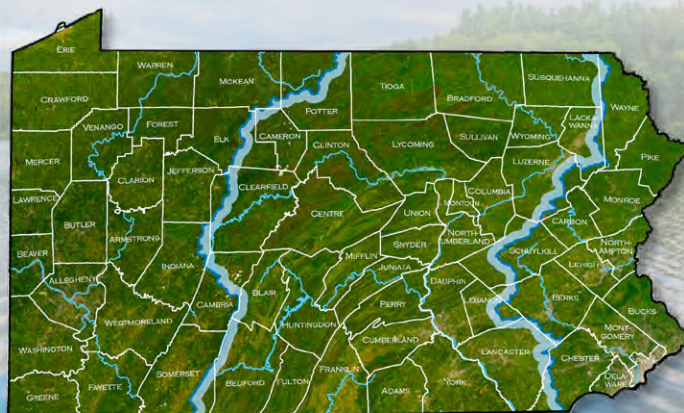 ERIE
WARREN
MCKEAN
POTTER
TIOGA
BRADFORD
SUSQUEHANNA
WAYNE
CRAWFORD
VENANGO
FOREST
ELK
CAMERON
CLINTON
LYCOMING
SULLIVAN
WYOMING
LACKA
WANNA
PIKE
MERCER
CLARION
JEFFERSON
CLEARFIELD
LUZERNE
LAWRENCE
BUTLER
ARMSTRONG
CENTRE
UNION
MONTOUR
COLUMBIA
MONROE
CARBON
BEAVER
ALLEGHENY
INDIANA
CAMBRIA
BLAIR
MIFFLIN
SNYDER
NORTH-
UMBERLAND
SCHUYLKILL
NORTH-
AMPTON
LEHIGH
WESTMORELAND
HUNTINGDON
JUNIATA
PERRY
DAUPHIN
LEBANON
BERKS
BUCKS
WASHINGTON
SOMERSET
BEDFORD
FULTON
FRANKLIN
CUMBERLAND
LANCASTER
CHESTER
MONT
GOMERY
GREENE
FAYETTE
ADAMS
YORK
DELA
WARE